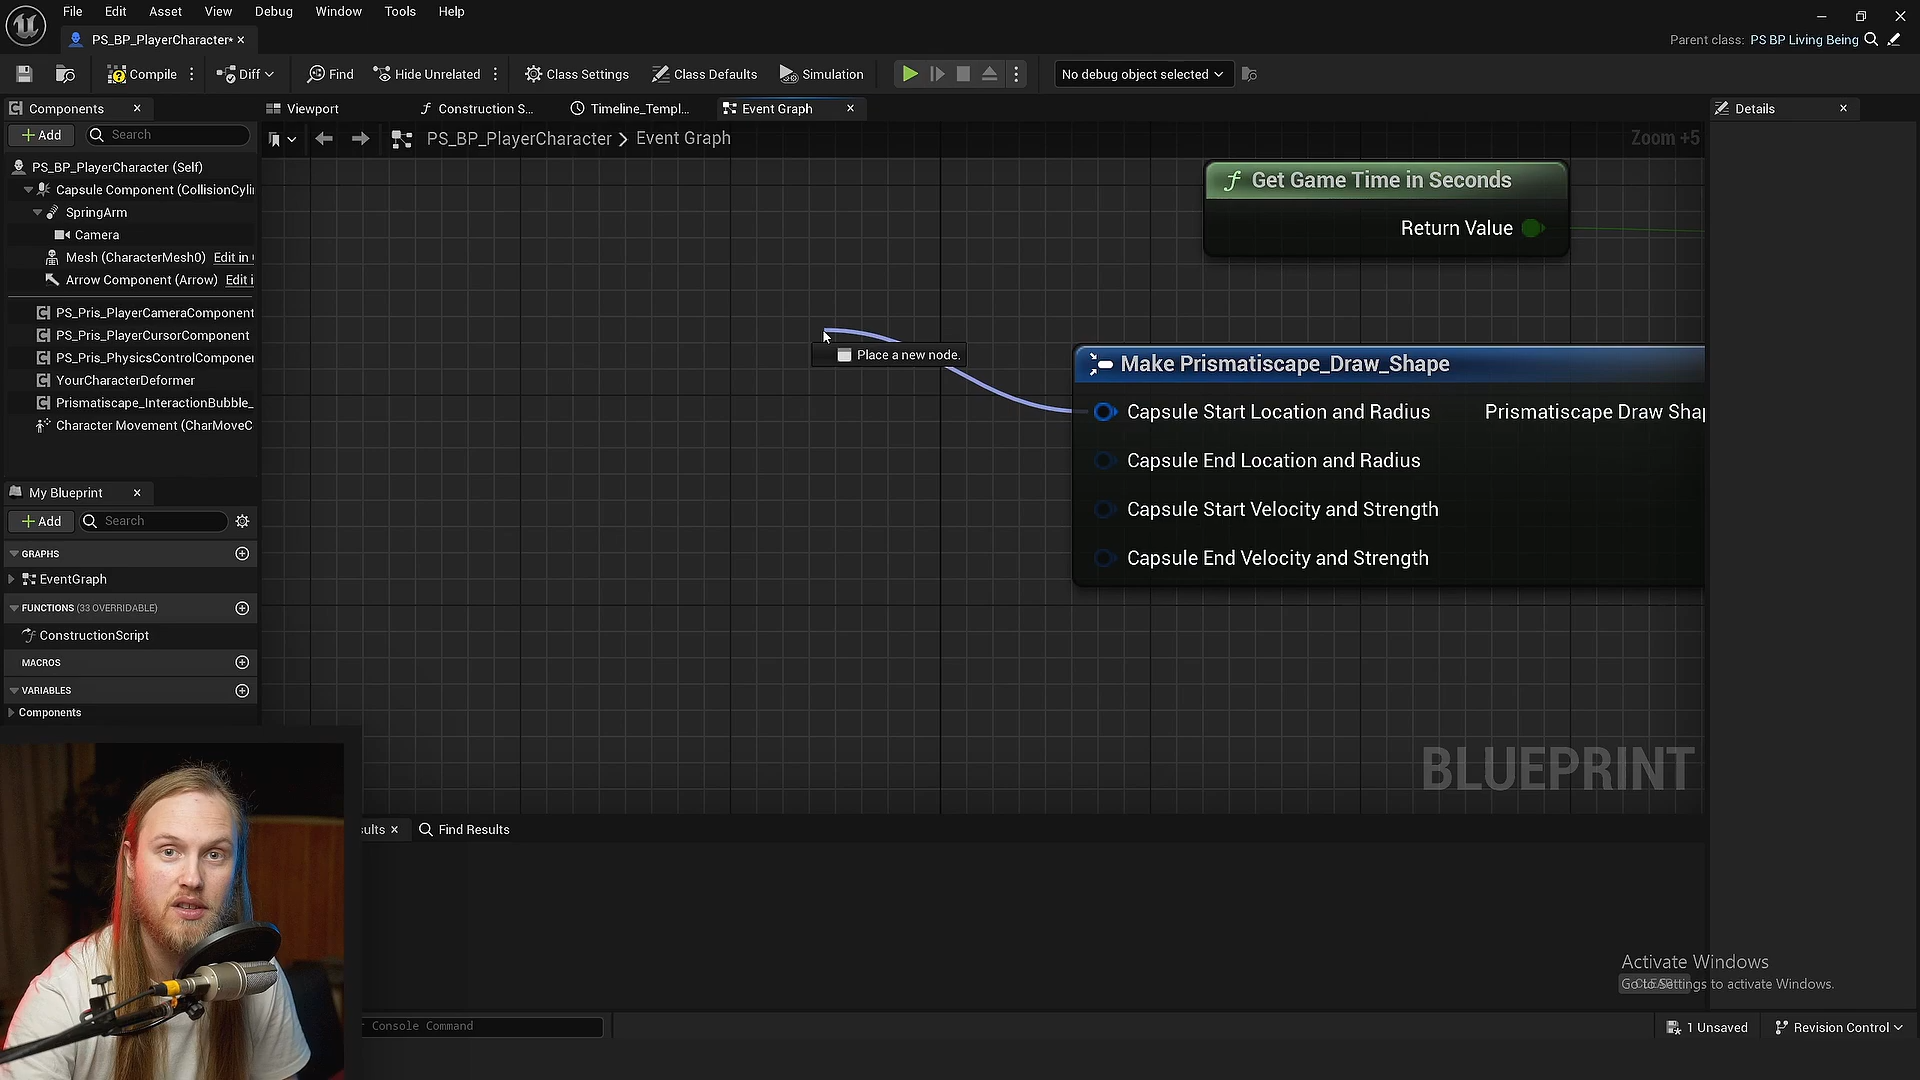 File Edit Asset View Debug Window Tools Help
PS_BP_PlayerCharacter*
Parent class: PS BP Living Being
Compile Diff Find Hide Unrelated Class Settings Class Defaults Simulation No debug object selected
Components Viewport Construction S... Timeline_Templ... Event Graph Details
Add Search
PS_BP_PlayerCharacter > Event Graph
Zoom +5
PS_BP_PlayerCharacter (Self)
Capsule Component (CollisionCyli
SpringArm
Camera
Mesh (CharacterMesh0) Edit in
Arrow Component (Arrow) Edit i
PS_Pris_PlayerCameraComponent
PS_Pris_PlayerCursorComponent
PS_Pris_PhysicsControlComponen
YourCharacterDeformer
Prismatiscape_InteractionBubble_
Character Movement (CharMoveC
Get Game Time in Seconds
Return Value
Place a new node.
Make Prismatiscape_Draw_Shape
Capsule Start Location and Radius Prismatiscape Draw Shap
Capsule End Location and Radius
Capsule Start Velocity and Strength
Capsule End Velocity and Strength
BLUEPRINT
My Blueprint
Add Search
GRAPHS
EventGraph
FUNCTIONS (33 OVERRIDABLE)
ConstructionScript
MACROS
VARIABLES
Components
sults Find Results
Activate Windows
Go to Settings to activate Windows.
Console Command
1 Unsaved Revision Control